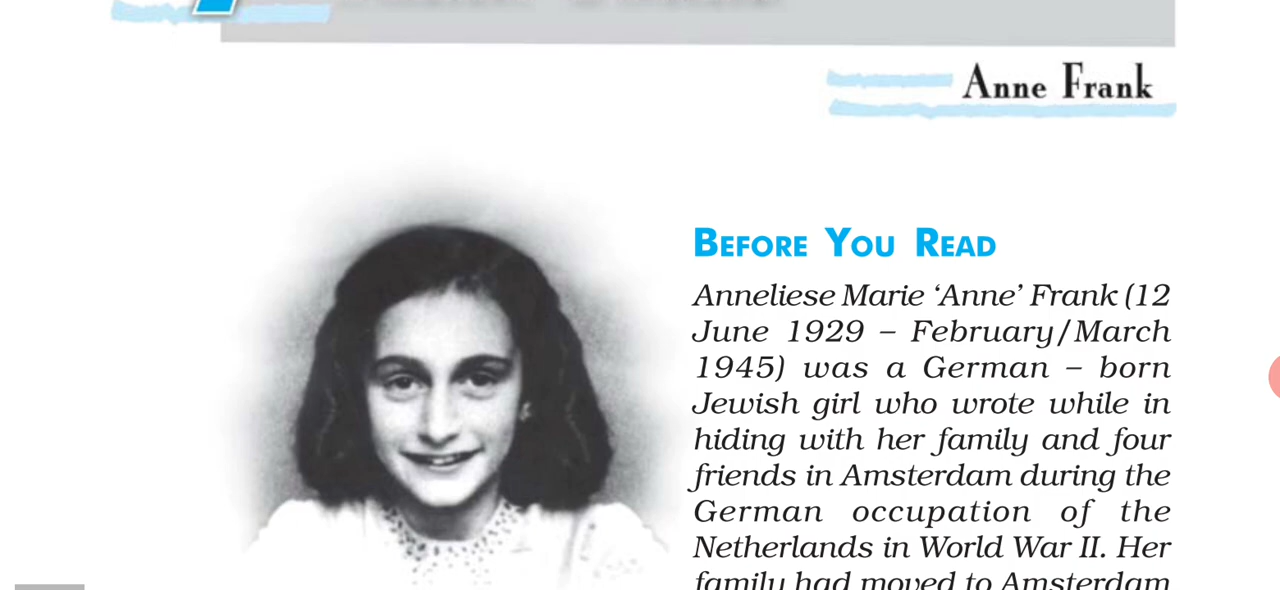 Anne Frank
BEFORE YOU READ
Anneliese Marie ‘Anne’ Frank (12
June 1929 – February/March
1945) was a German – born
Jewish girl who wrote while in
hiding with her family and four
friends in Amsterdam during the
German occupation of the
Netherlands in World War II. Her
family had moved to Amsterdam